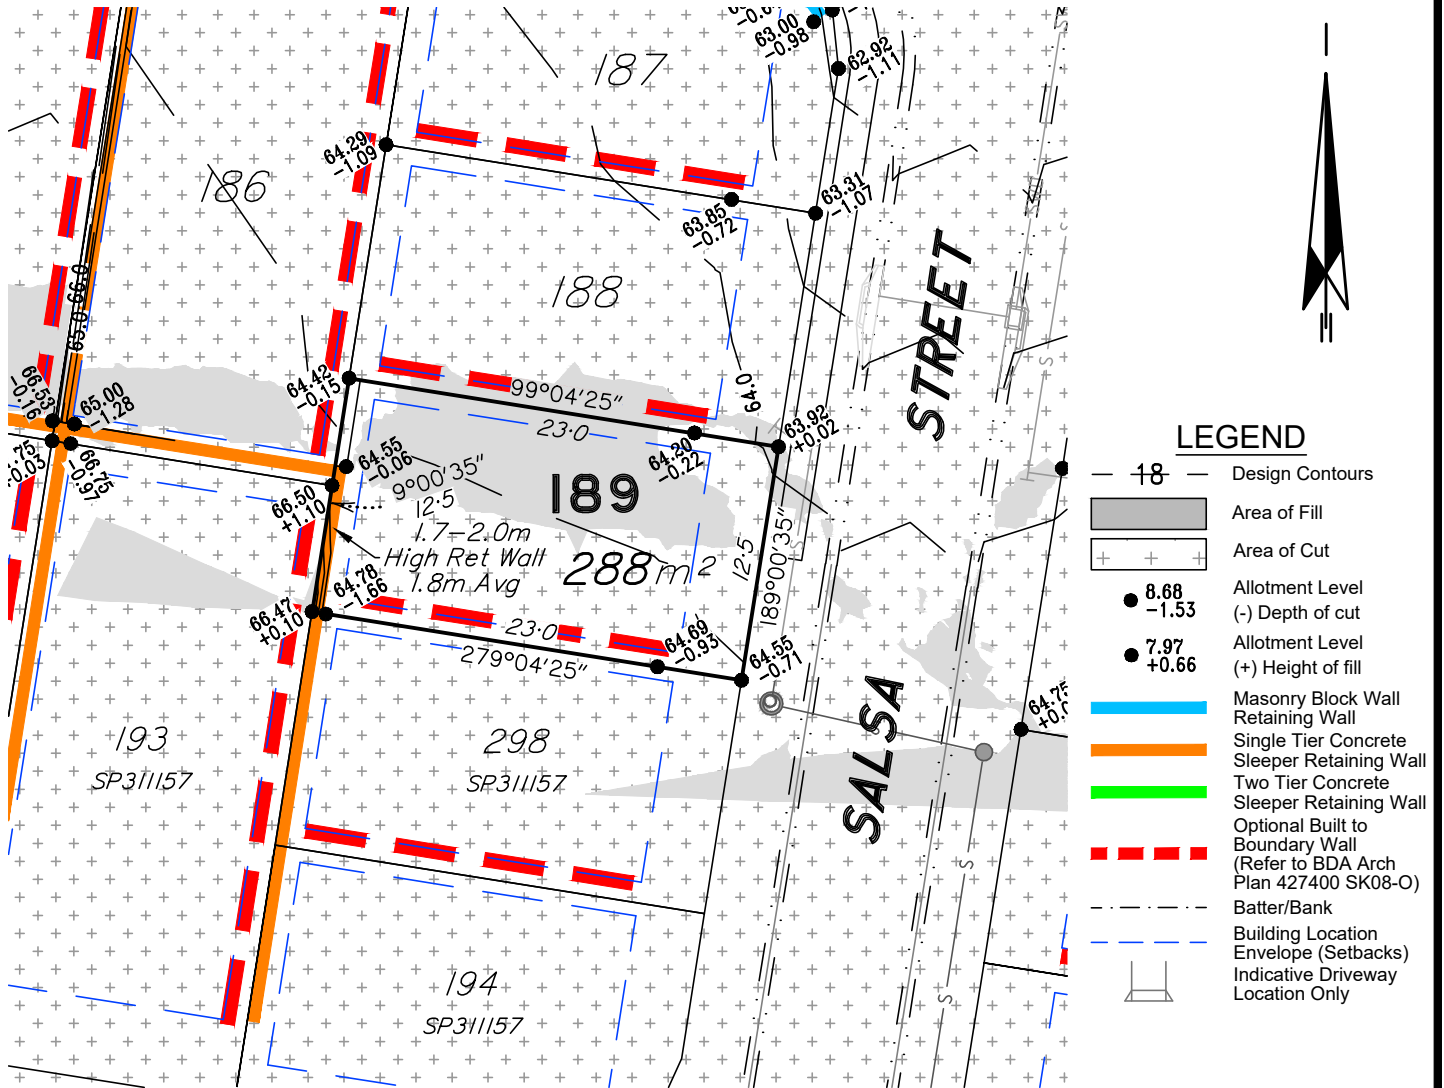 63.00
-0.98
62.92
-1.11
187
64.29
-1.09
186
63.31
-1.07
63.85
-0.72
STREET
188
65.0
66.0
66.53
-0.16
65.00
-1.28
64.42
-0.15
99°04'25"
23.0
64.0
63.92
+0.02
64.20
-0.22
64.55
-0.06
9°00'35"
12.5
.75
+0.03
66.75
-0.97
66.50
+1.10
189
288m2
1.7-2.0m
High Ret Wall
1.8m Avg
12.5
189°00'35"
64.78
-1.66
66.47
+0.10
23.0
279°04'25"
64.69
-0.93
64.55
-0.71
SALSA
64.75
+0.0
193
SP311157
298
SP311157
194
SP311157
S
S
S
S
S
S
LEGEND
18 Design Contours
Area of Fill
Area of Cut
8.68
-1.53
Allotment Level
(-) Depth of cut
7.97
+0.66
Allotment Level
(+) Height of fill
Masonry Block Wall
Retaining Wall
Single Tier Concrete
Sleeper Retaining Wall
Two Tier Concrete
Sleeper Retaining Wall
Optional Built to
Boundary Wall
(Refer to BDA Arch
Plan 427400 SK08-O)
Batter/Bank
Building Location
Envelope (Setbacks)
Indicative Driveway
Location Only